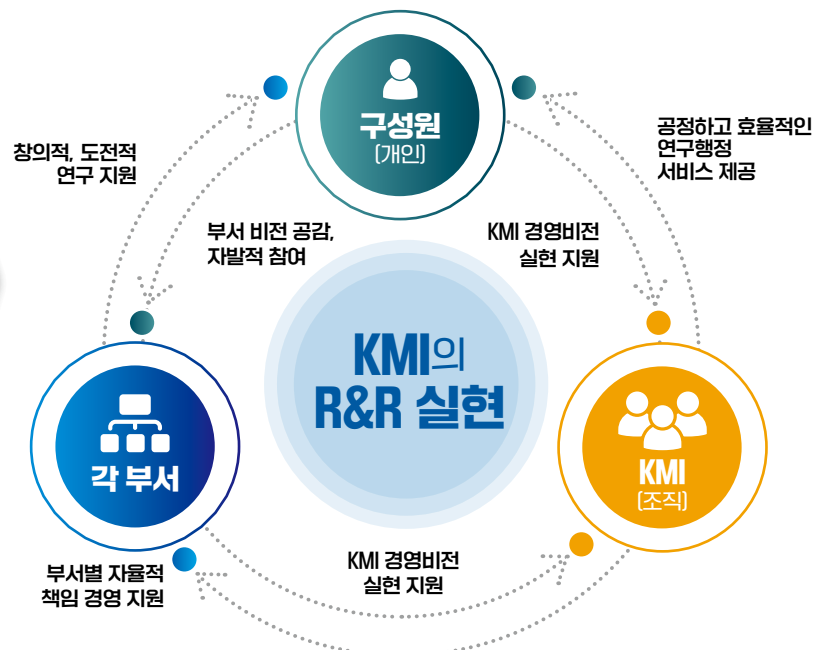 구성원
(개인)
창의적, 도전적
연구 지원
공정하고 효율적인
연구행정
서비스 제공
부서 비전 공감,
자발적 참여
KMI 경영비전
실현 지원
KMI의
R&R 실현
각 부서
KMI
(조직)
부서별 자율적
책임 경영 지원
KMI 경영비전
실현 지원